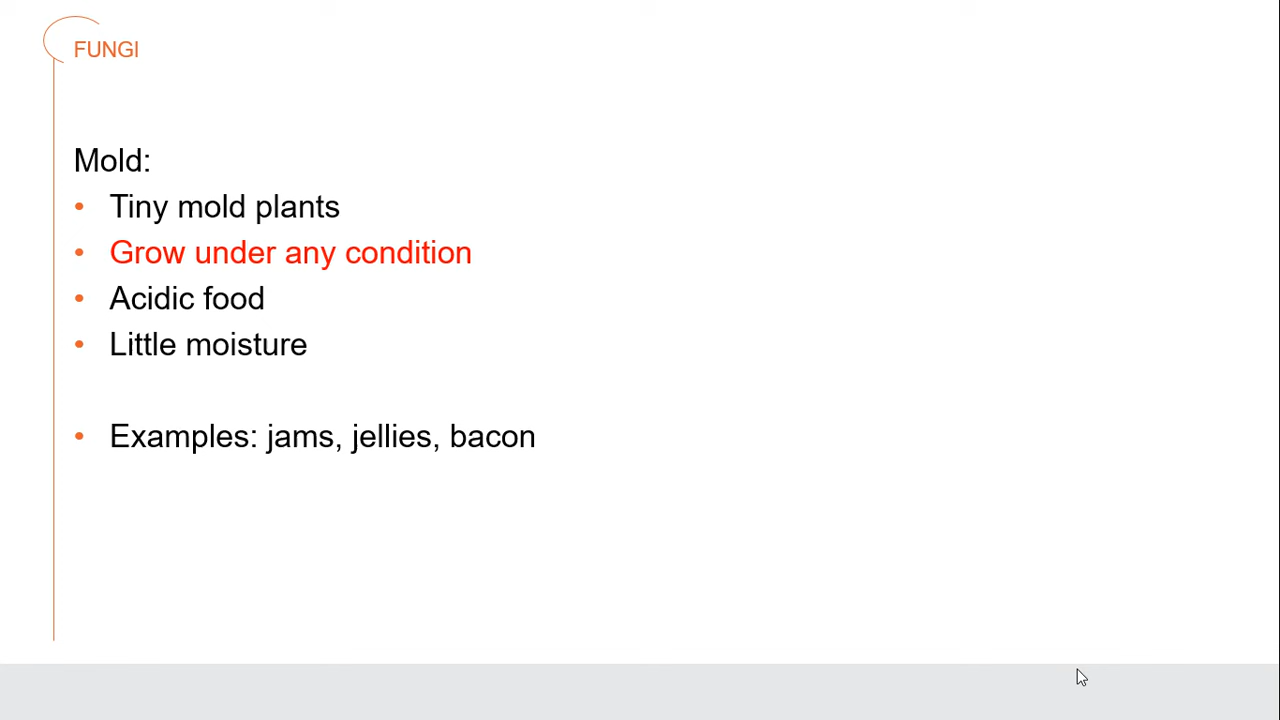 FUNGI
Mold:
• Tiny mold plants
• Grow under any condition
• Acidic food
• Little moisture
• Examples: jams, jellies, bacon